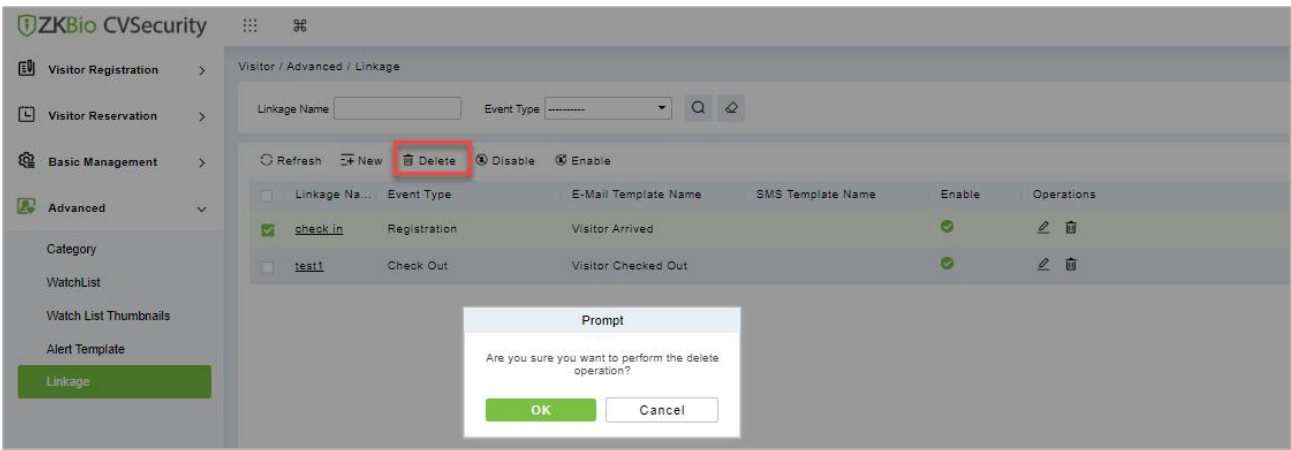 ZKBio CVSecurity
Visitor Registration
Visitor Reservation
Basic Management
Advanced
Category
WatchList
Watch List Thumbnails
Alert Template
Linkage
Visitor / Advanced / Linkage
Linkage Name Event Type ----------
Refresh New Delete Disable Enable
Linkage Na... Event Type E-Mail Template Name SMS Template Name Enable Operations
check in Registration Visitor Arrived
test1 Check Out Visitor Checked Out
Prompt
Are you sure you want to perform the delete
operation?
OK Cancel